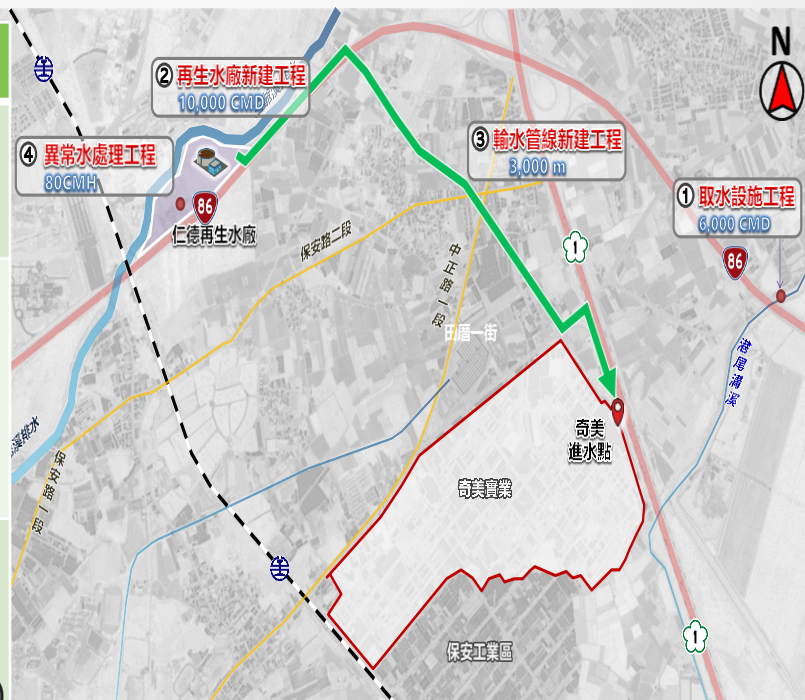 N
② 再生水廠新建工程
10,000 CMD
④ 異常水處理工程
80CMH
③ 輸水管線新建工程
3,000 m
① 取水設施工程
6,000 CMD
86
仁德再生水廠
保安路二段
中正路一段
1
86
田厝一街
港尾溝溪
奇美
進水點
奇美實業
溪排水
保安路一段
1
保安工業區